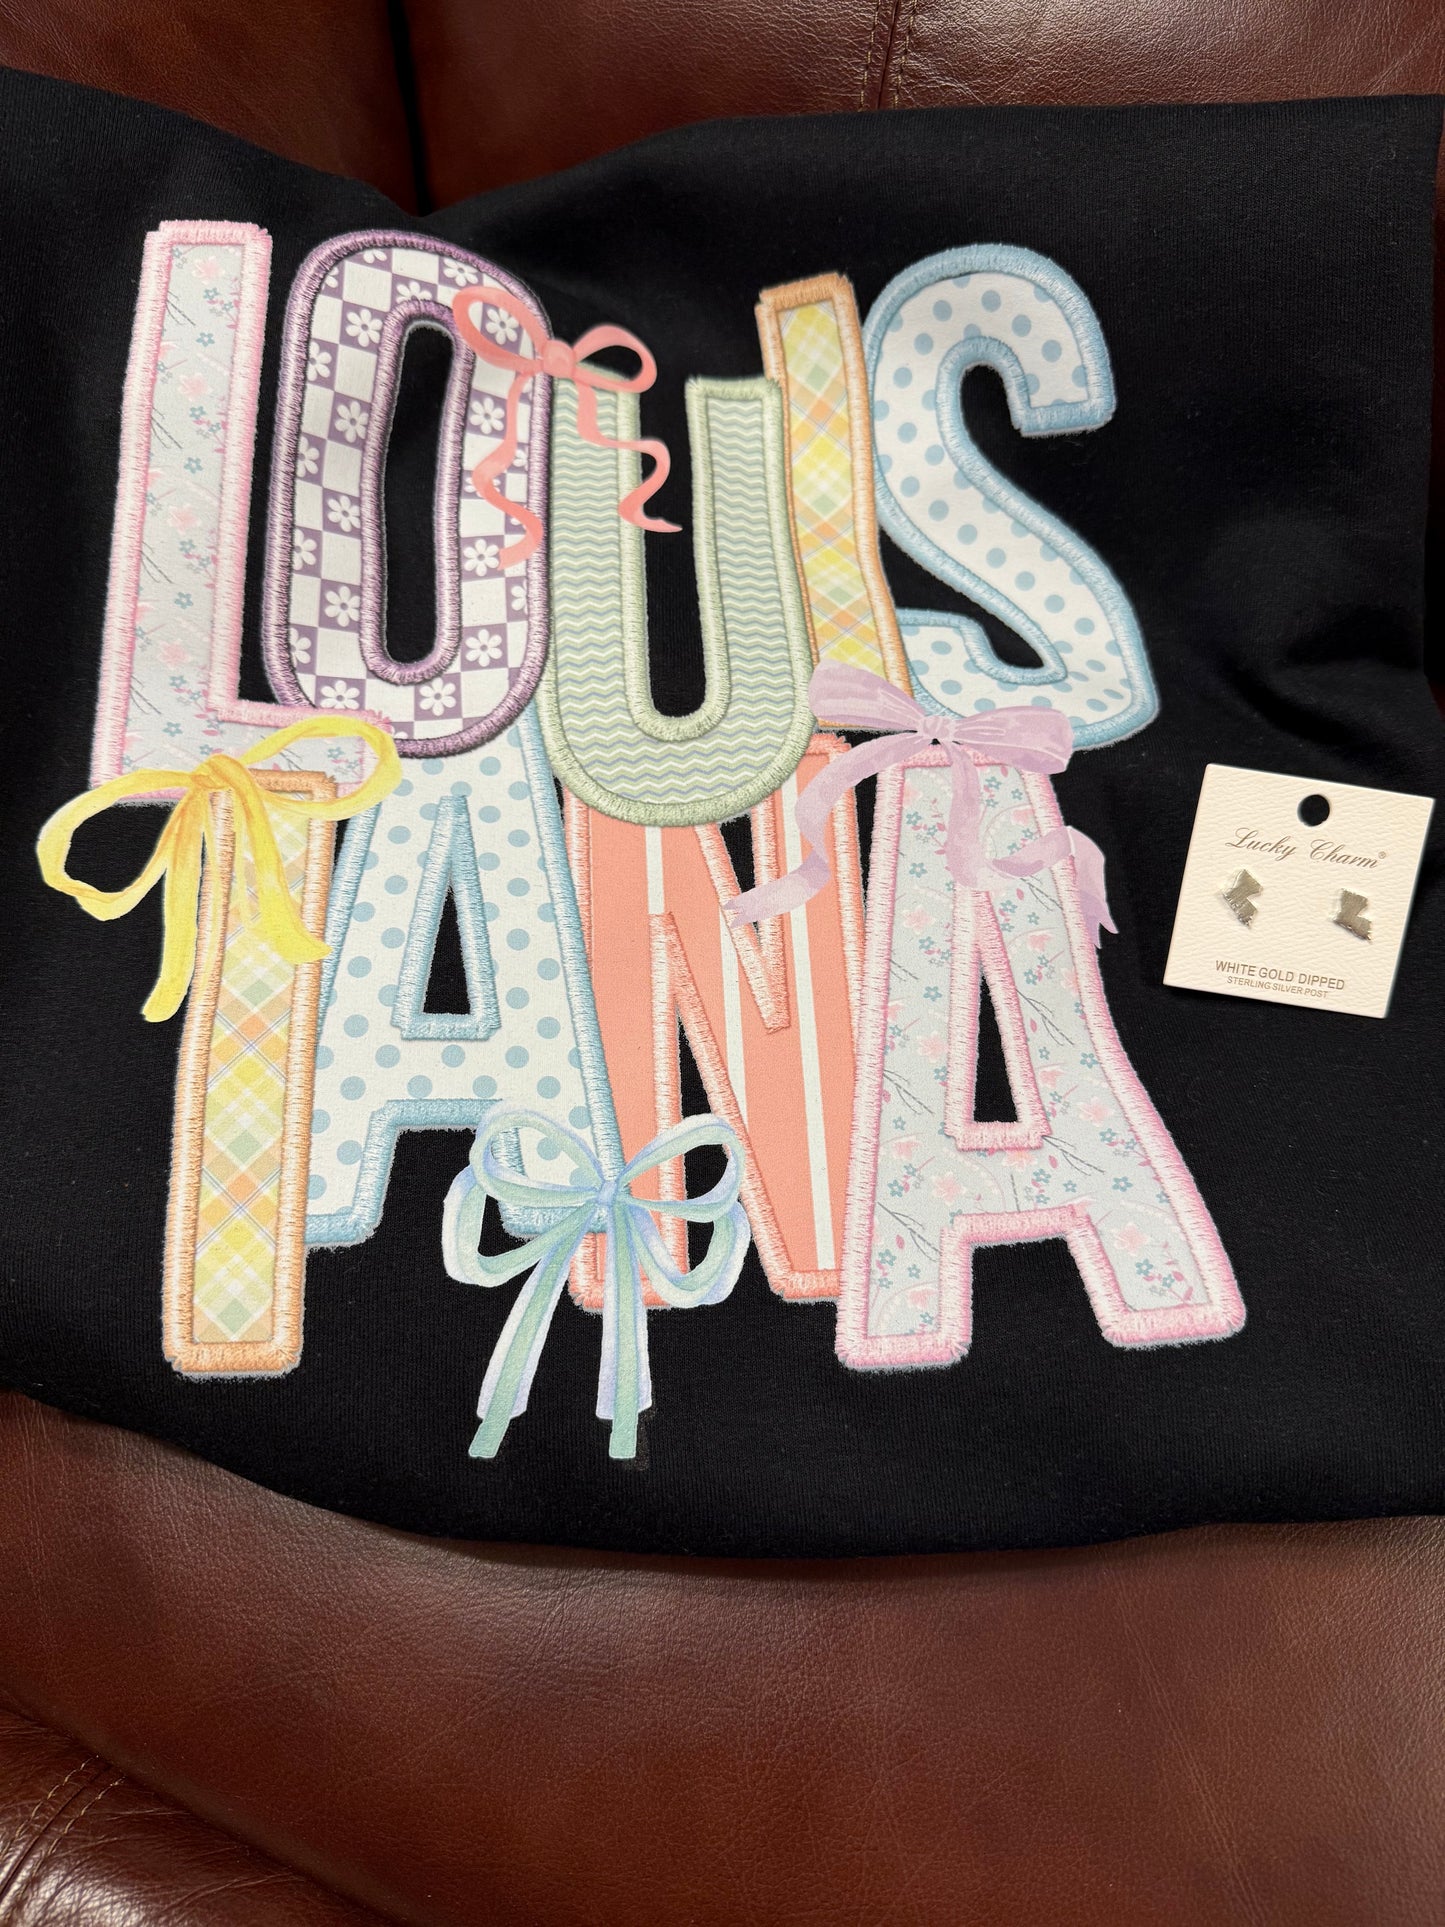 LOUIS
IANA
Lucky Charm®
WHITE GOLD DIPPED
STERLING SILVER POST